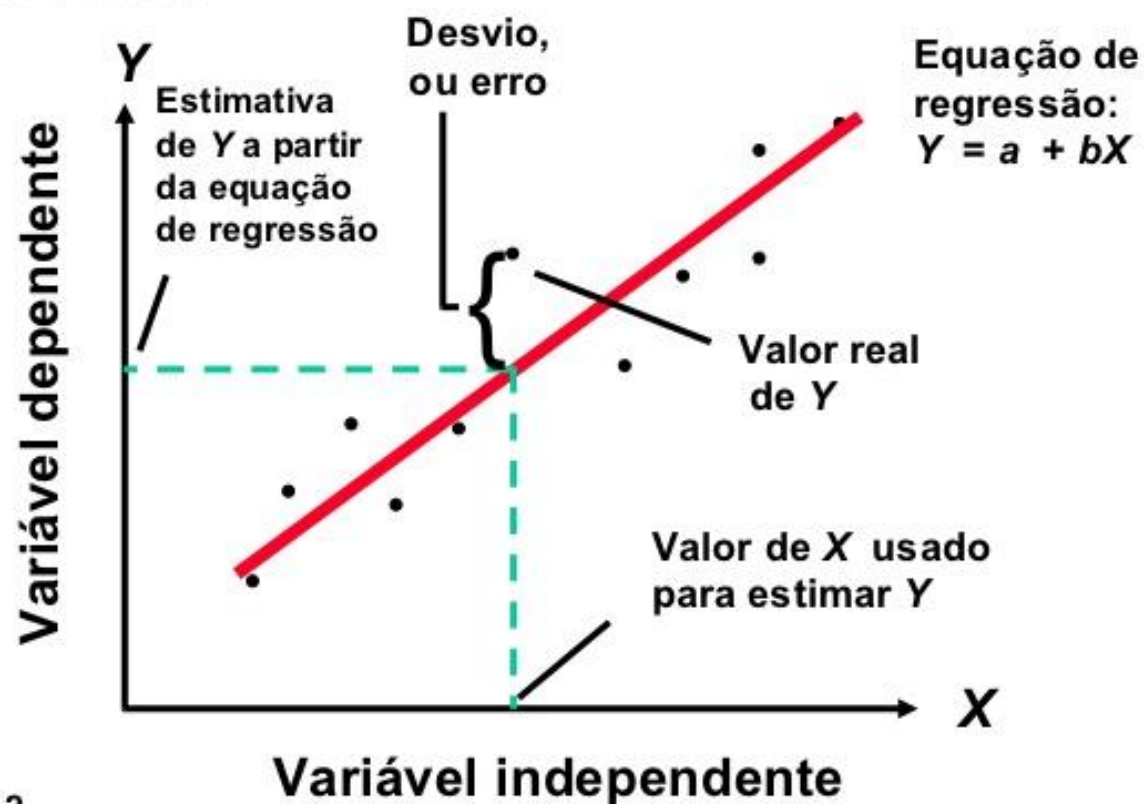 Y
Estimativa
de Y a partir
da equação
de regressão
Desvio,
ou erro
Equação de
regressão:
Y = a + bX
Variável dependente
Valor real
de Y
Valor de X usado
para estimar Y
X
Variável independente